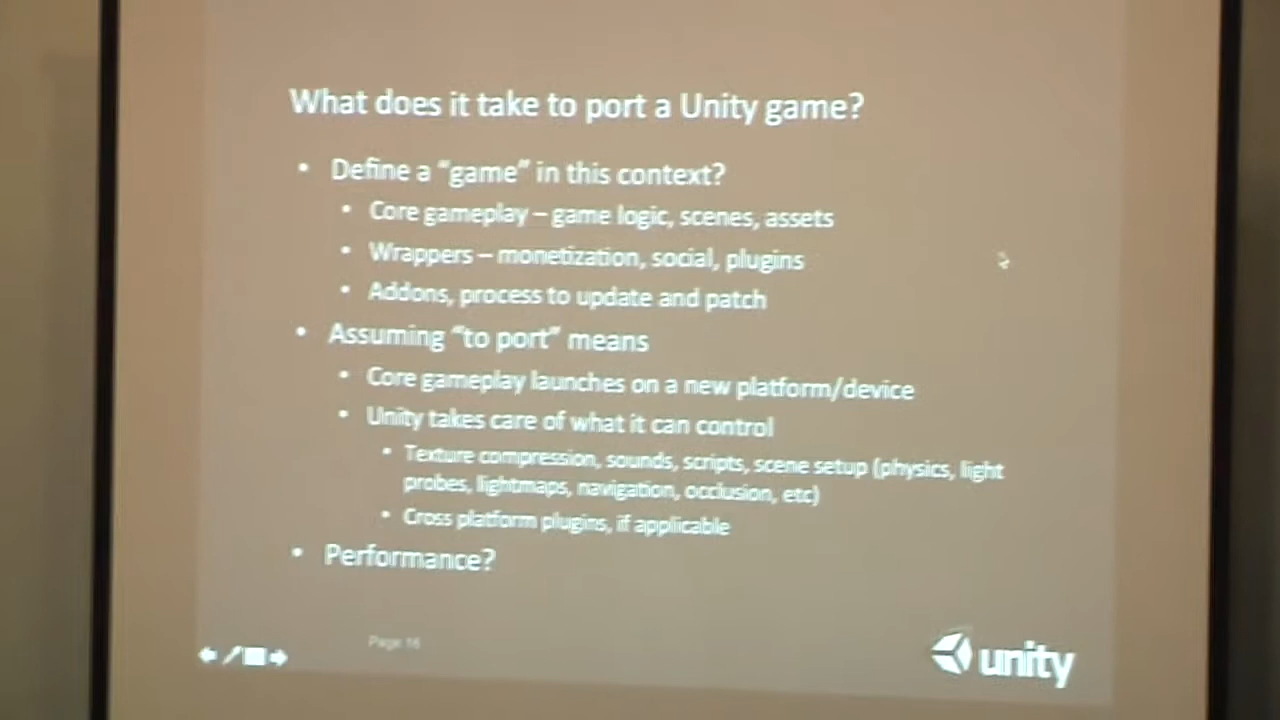 What does it take to port a Unity game?
• Define a “game” in this context?
• Core gameplay – game logic, scenes, assets
• Wrappers – monetization, social, plugins
• Addons, process to update and patch
• Assuming “to port” means
• Core gameplay launches on a new platform/device
• Unity takes care of what it can control
• Texture compression, sounds, scripts, scene setup (physics, light
probes, lightmaps, navigation, occlusion, etc)
• Cross platform plugins, if applicable
• Performance?
Page 16
unity